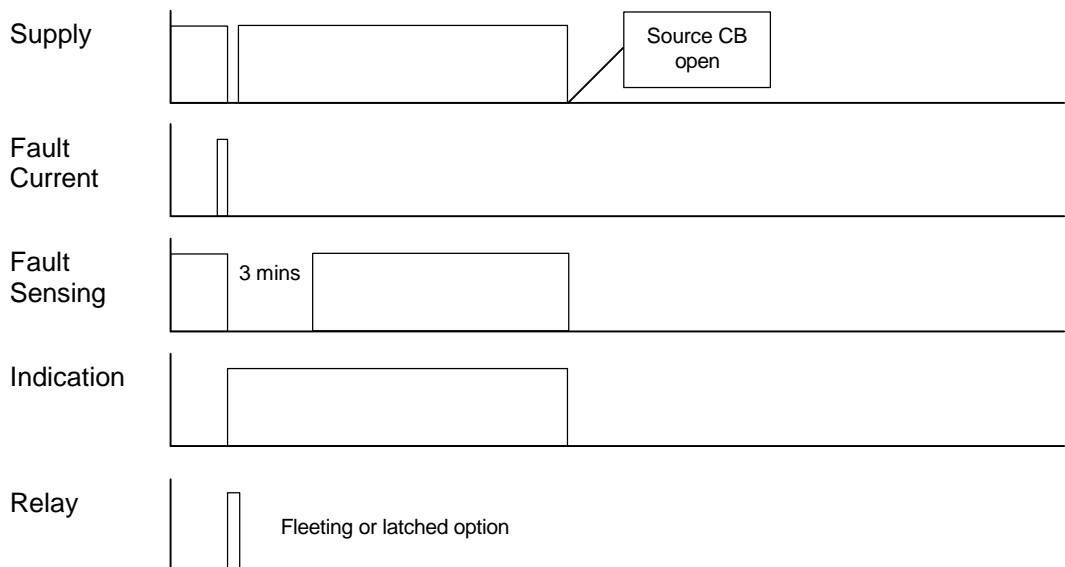 Supply
Source CB
open
Fault
Current
Fault
Sensing
3 mins
Indication
Relay
Fleeting or latched option